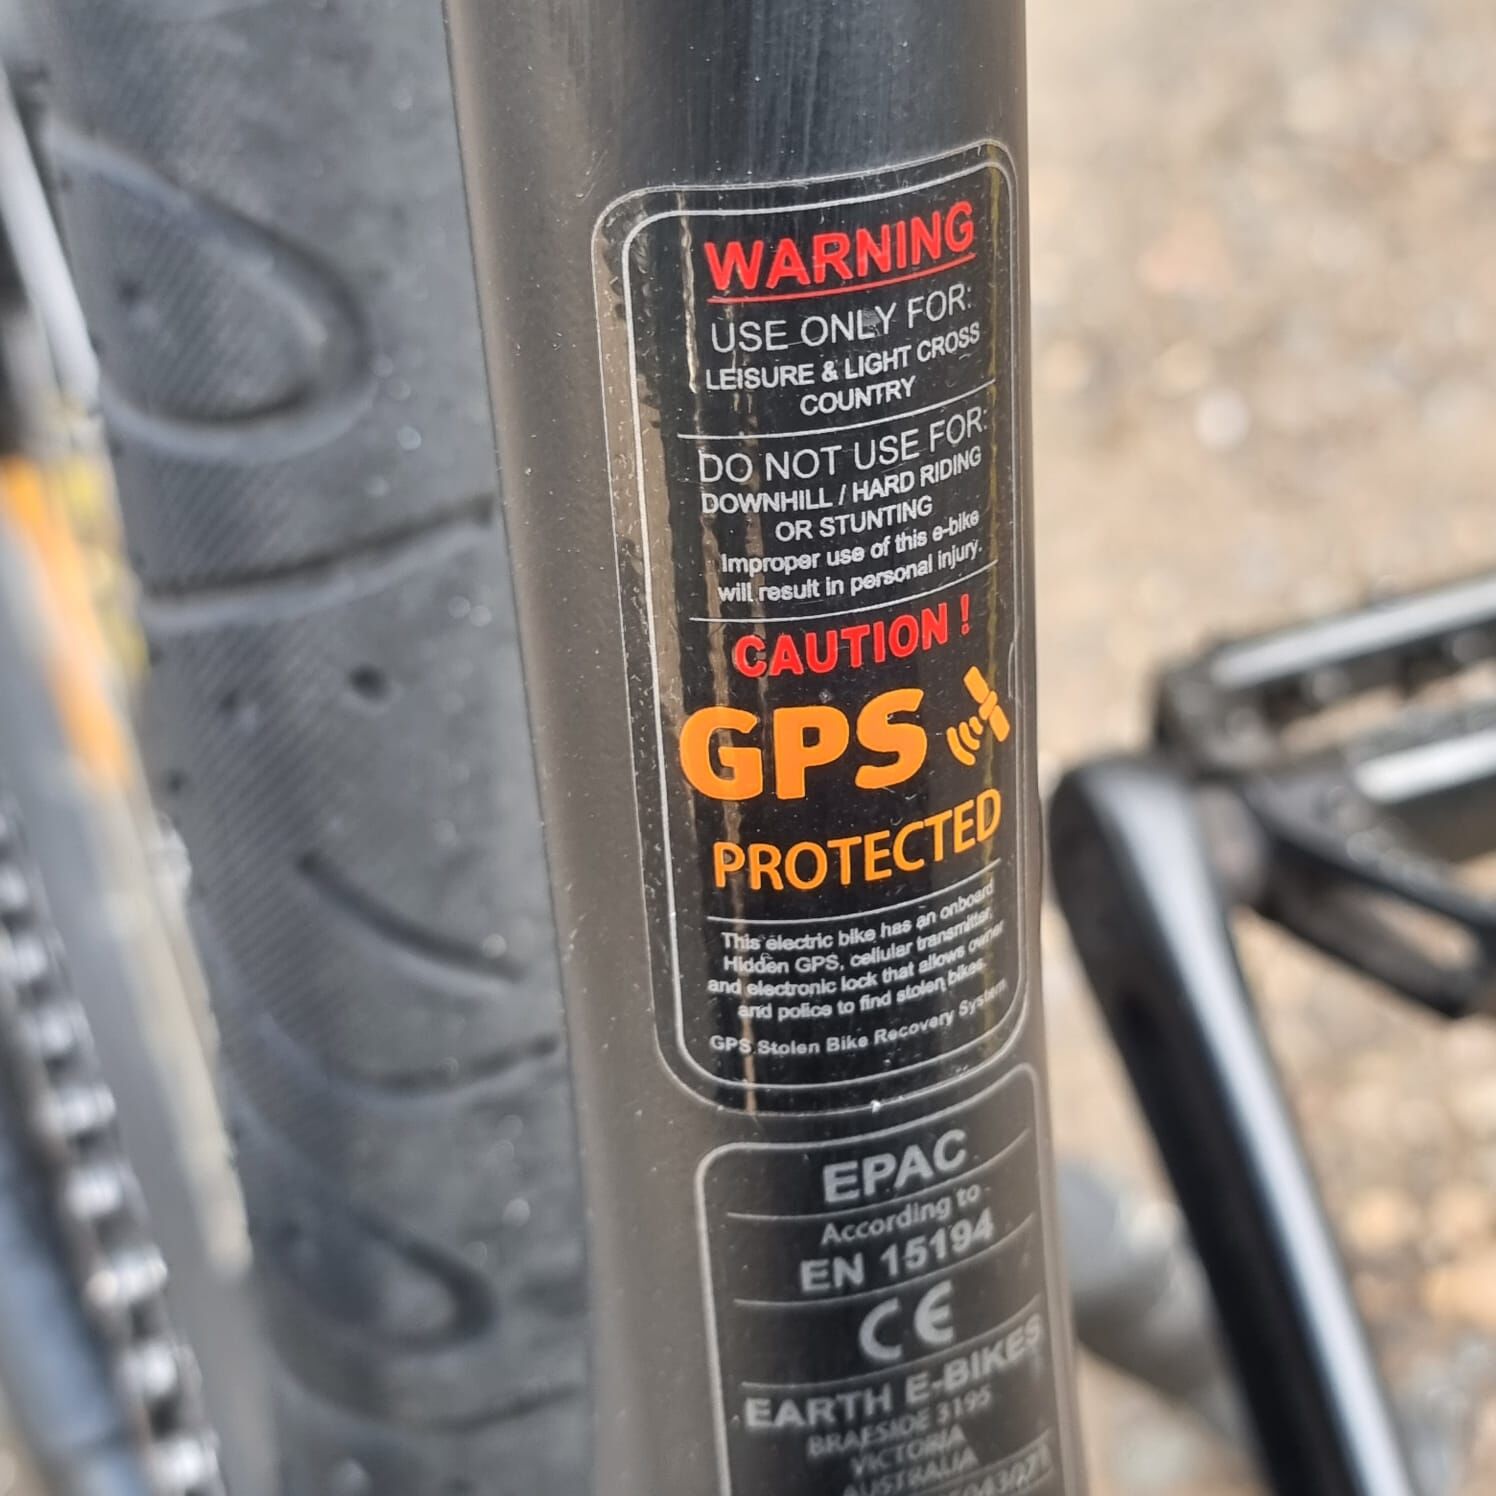 WARNING
USE ONLY FOR:
LEISURE & LIGHT CROSS
COUNTRY
DO NOT USE FOR:
DOWNHILL / HARD RIDING
OR STUNTING
Improper use of this e-bike
will result in personal injury.
CAUTION !
GPS
PROTECTED
This electric bike has an onboard
Hidden GPS, cellular transmitter,
and electronic lock that allows owner
and police to find stolen bikes.
GPS Stolen Bike Recovery System
EPAC
According to
EN 15194
CE
EARTH E-BIKES
BRAESIDE 3195
VICTORIA
AUSTRALIA